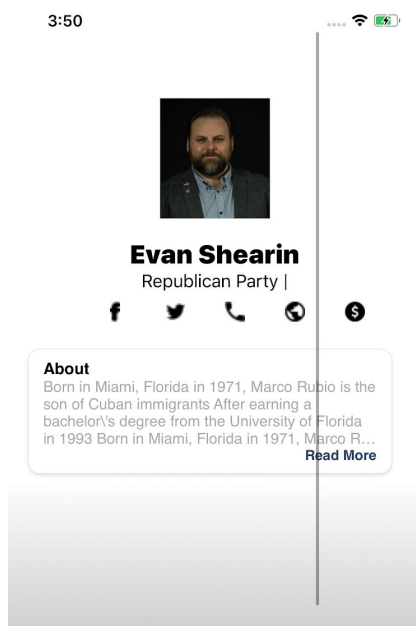 3:50
Evan Shearin
Republican Party |
About
Born in Miami, Florida in 1971, Marco Rubio is the
son of Cuban immigrants After earning a
bachelor\'s degree from the University of Florida
in 1993 Born in Miami, Florida in 1971, Marco R...
Read More